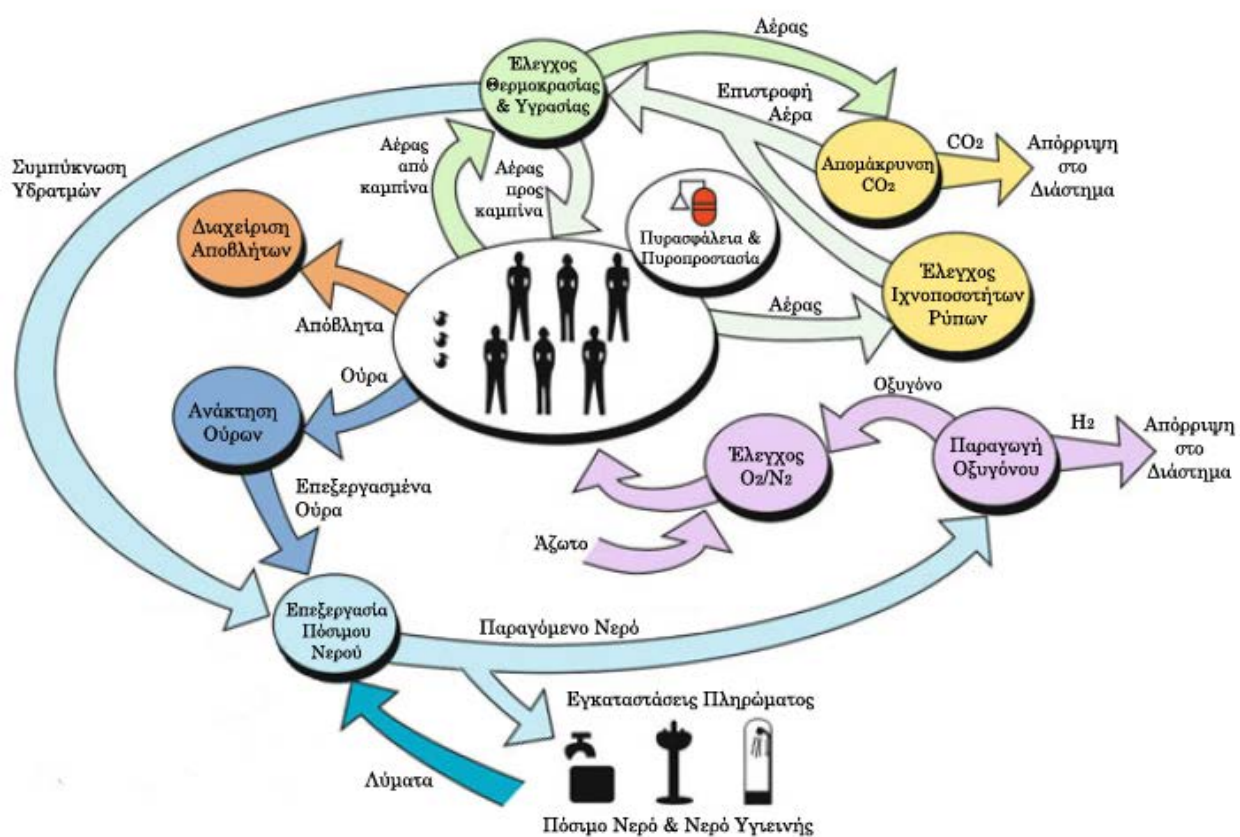 Αέρας
Έλεγχος
Θερμοκρασίας
& Υγρασίας
Επιστροφή
Αέρα
CO2
Απόρριψη
στο
Διάστημα
Απομάκρυνση
CO2
Συμπύκνωση
Υδρατμών
Αέρας
από
καμπίνα
Αέρας
προς
καμπίνα
Διαχείριση
Αποβλήτων
Πυρασφάλεια &
Πυροπροστασία
Έλεγχος
Ιχνοποσοτήτων
Ρύπων
Αέρας
Απόβλητα
Ούρα
Οξυγόνο
Ανάκτηση
Ούρων
H2
Απόρριψη
στο
Διάστημα
Έλεγχος
O2/N2
Παραγωγή
Οξυγόνου
Επεξεργασμένα
Ούρα
Άζωτο
Επεξεργασία
Πόσιμου
Νερού
Παραγόμενο Νερό
Εγκαταστάσεις Πληρώματος
Λύματα
Πόσιμο Νερό & Νερό Υγιεινής